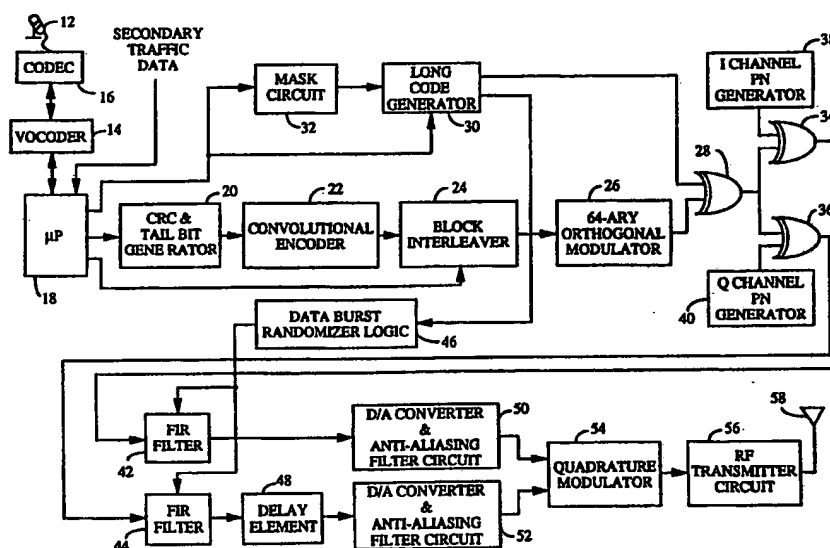 12
SECONDARY
TRAFFIC
DATA
CODEC
16
VOCODER
14
μP
18
MASK
CIRCUIT
32
LONG
CODE
GENERATOR
30
CRC &
TAIL BIT
GENERATOR
20
CONVOLUTIONAL
ENCODER
22
BLOCK
INTERLEAVER
24
64-ARY
ORTHOGONAL
MODULATOR
26
28
I CHANNEL
PN
GENERATOR
38
34
36
Q CHANNEL
PN
GENERATOR
40
DATA BURST
RANDOMIZER LOGIC
46
FIR
FILTER
42
D/A CONVERTER
&
ANTI-ALIASING
FILTER CIRCUIT
50
QUADRATURE
MODULATOR
54
RF
TRANSMITTER
CIRCUIT
56
58
FIR
FILTER
44
DELAY
ELEMENT
48
D/A CONVERTER
&
ANTI-ALIASING
FILTER CIRCUIT
52